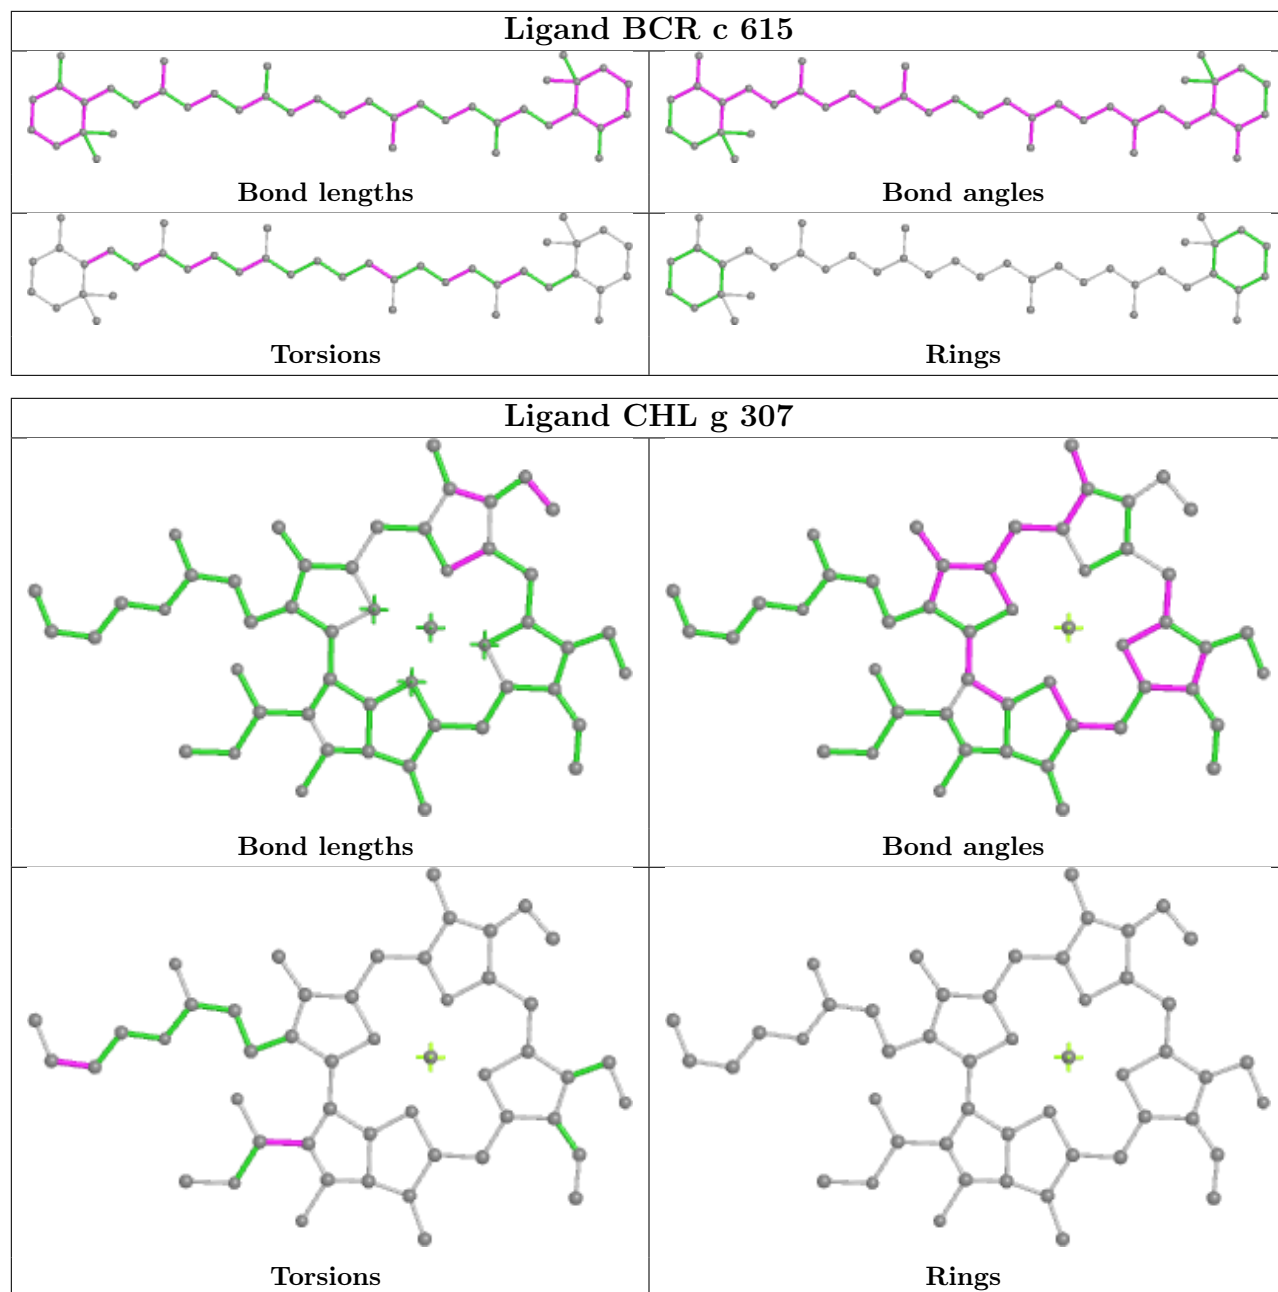 Ligand BCR c 615
Bond lengths
Bond angles
Torsions
Rings
Ligand CHL g 307
Bond lengths
Bond angles
Torsions
Rings